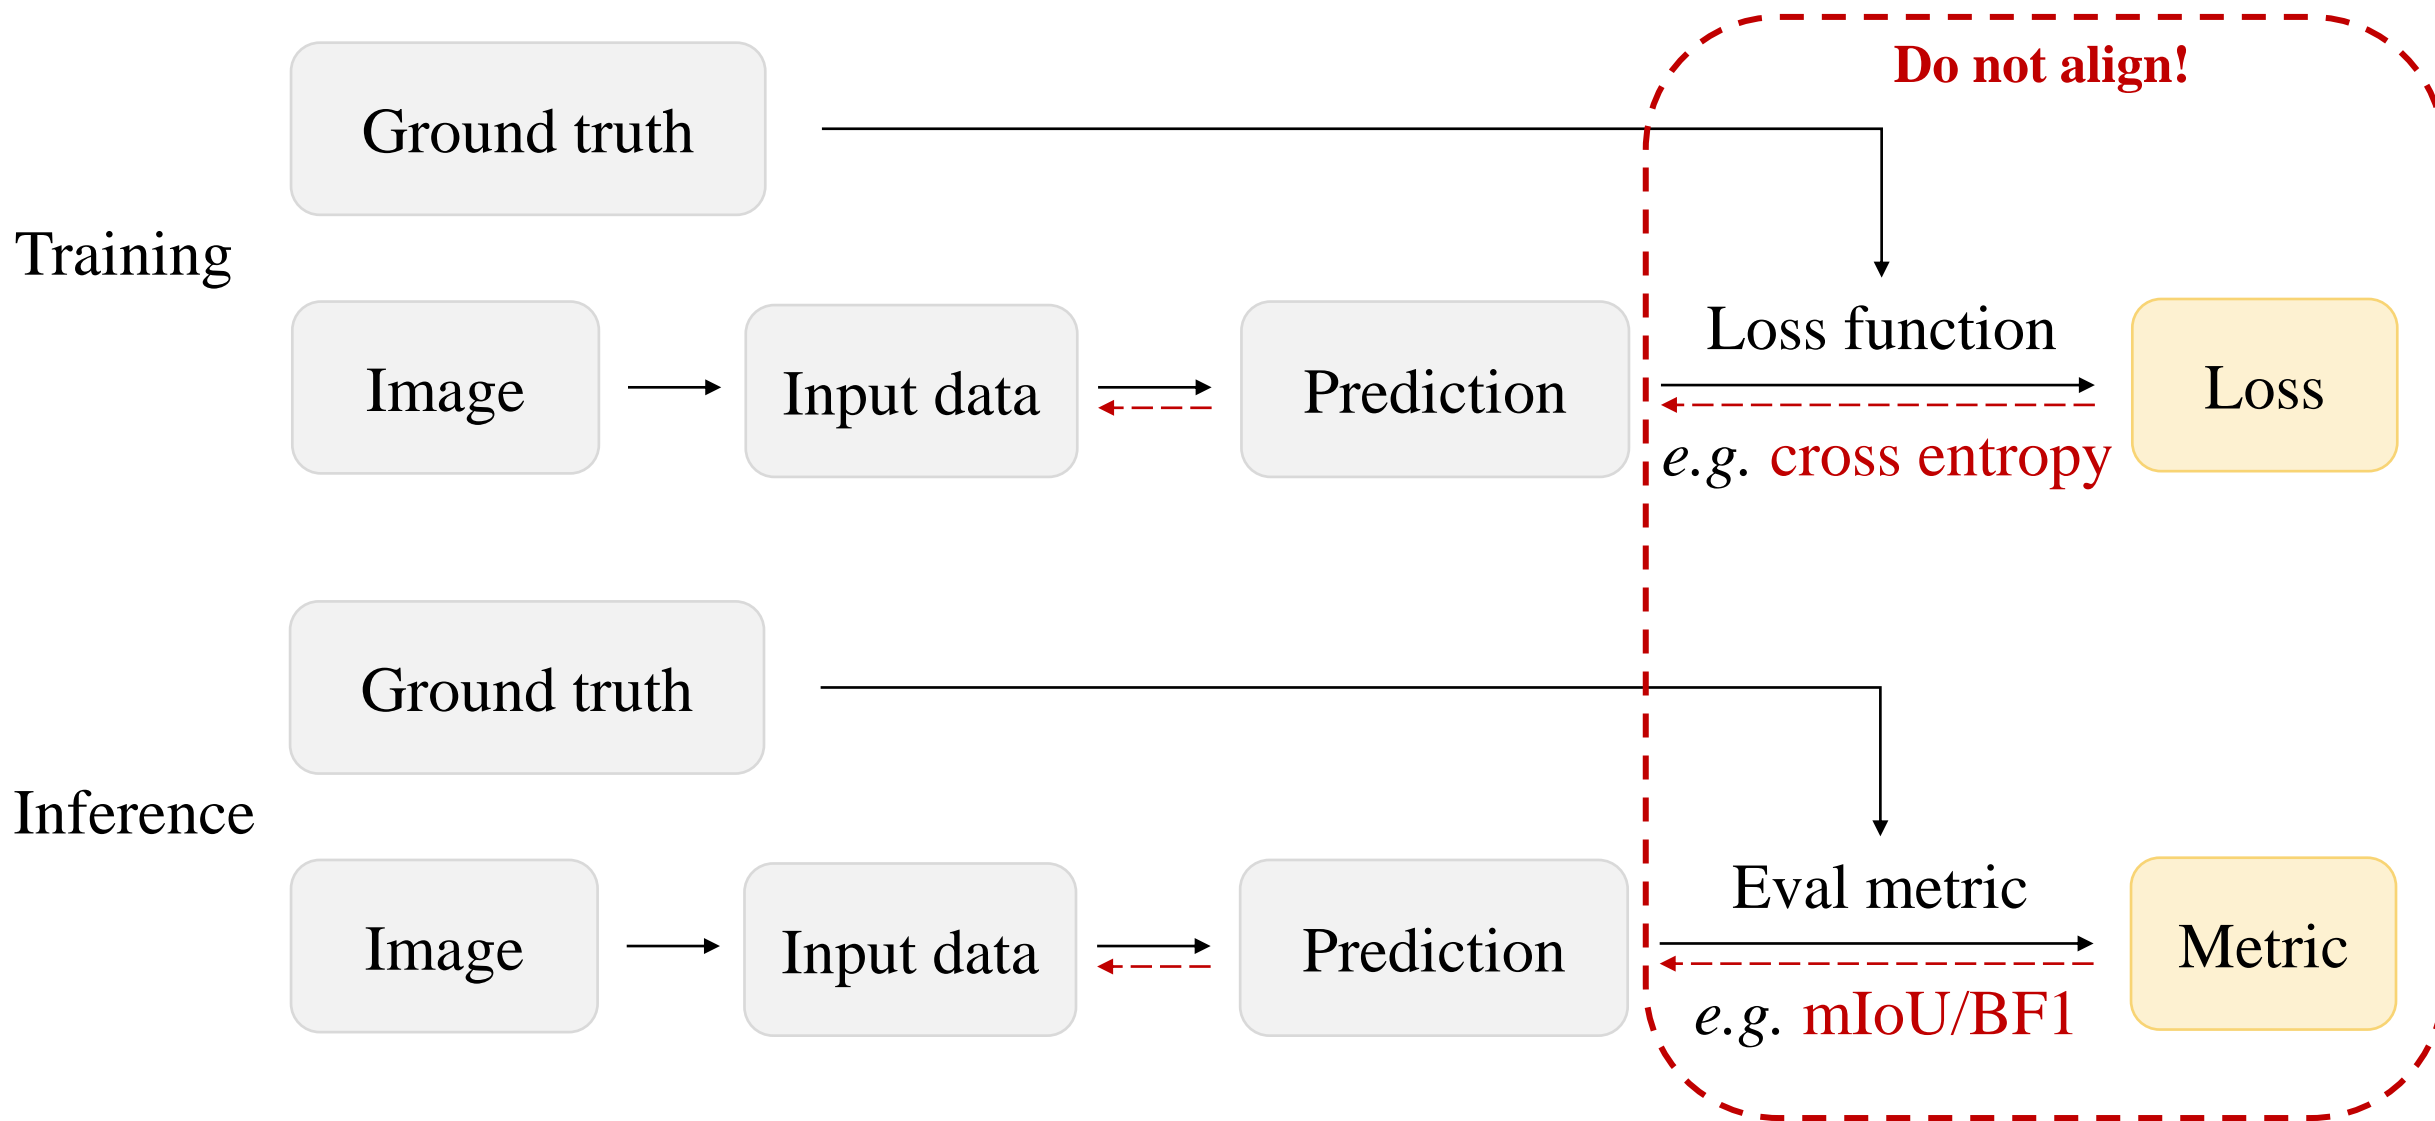 Do not align!
Ground truth
Training
Loss function
Image
Input data
Prediction
Loss
e.g. cross entropy
Ground truth
Inference
Eval metric
Image
Input data
Prediction
Metric
e.g. mIoU/BF1